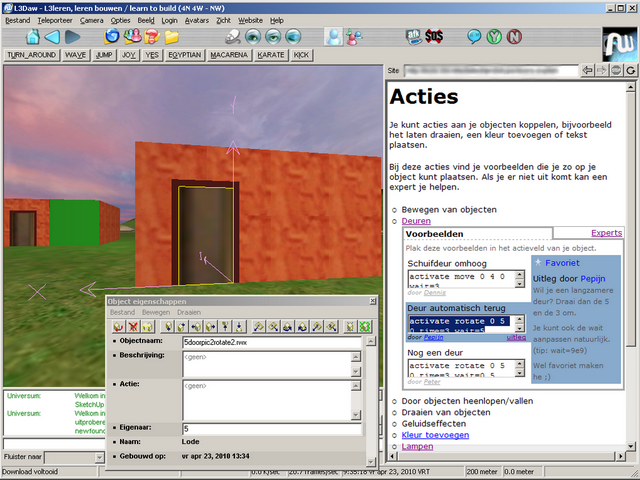 L3Daw - L3leren, leren bouwen / learn to build (4N 4W - NW)
Bestand Teleporteer Camera Opties Beeld Login Avatars Zicht Website Help
TURN_AROUND WAVE JUMP JOY YES EGYPTIAN MACARENA KARATE KICK
Site
Acties
Je kunt acties aan je objecten koppelen, bijvoorbeeld
het laten draaien, een kleur toevoegen of tekst
plaatsen.
Bij deze acties vind je voorbeelden die je zo op je
object kunt plaatsen. Als je er niet uit komt kan een
expert je helpen.
Bewegen van objecten
Deuren
Voorbeelden
Experts
Plak deze voorbeelden in het actieveld van je object.
Schuifdeur omhoog
activate move 0 4 0
wait=3
door Dennis
Deur automatisch terug
activate rotate 0 5
0 time=3 wait=5
door Pepijn uitleg
Nog een deur
activate rotate 0 5
0 time=3 wait=0
door Peter
Favoriet
Uitleg door Pepijn
Wil je een langzamere
deur? Draai dan de 5
en de 3 om.
Je kunt ook de wait
aanpassen natuurlijk.
(tip: wait=9e9)
Wel favoriet maken
he ;)
Door objecten heenlopen/vallen
Draaien van objecten
Geluidseffecten
Kleur toevoegen
Lampen
Y
X
Object eigenschappen
Bestand Bewegen Draaien
Objectnaam: 5doorpic2rotate2.rwx
Beschrijving: <geen>
Actie: <geen>
Eigenaar: 5
Naam: Lode
Gebouwd op: vr apr 23, 2010 13:34
Universum: Welkom in
SketchUp
Universum: Welkom in
uitprobere
newfound
Fluister naar
Download voltooid
0.0 K/sec 20.7 frames/sec 9:35:18 vr apr 23, 2010 VRT 200 meter 0.0 meter